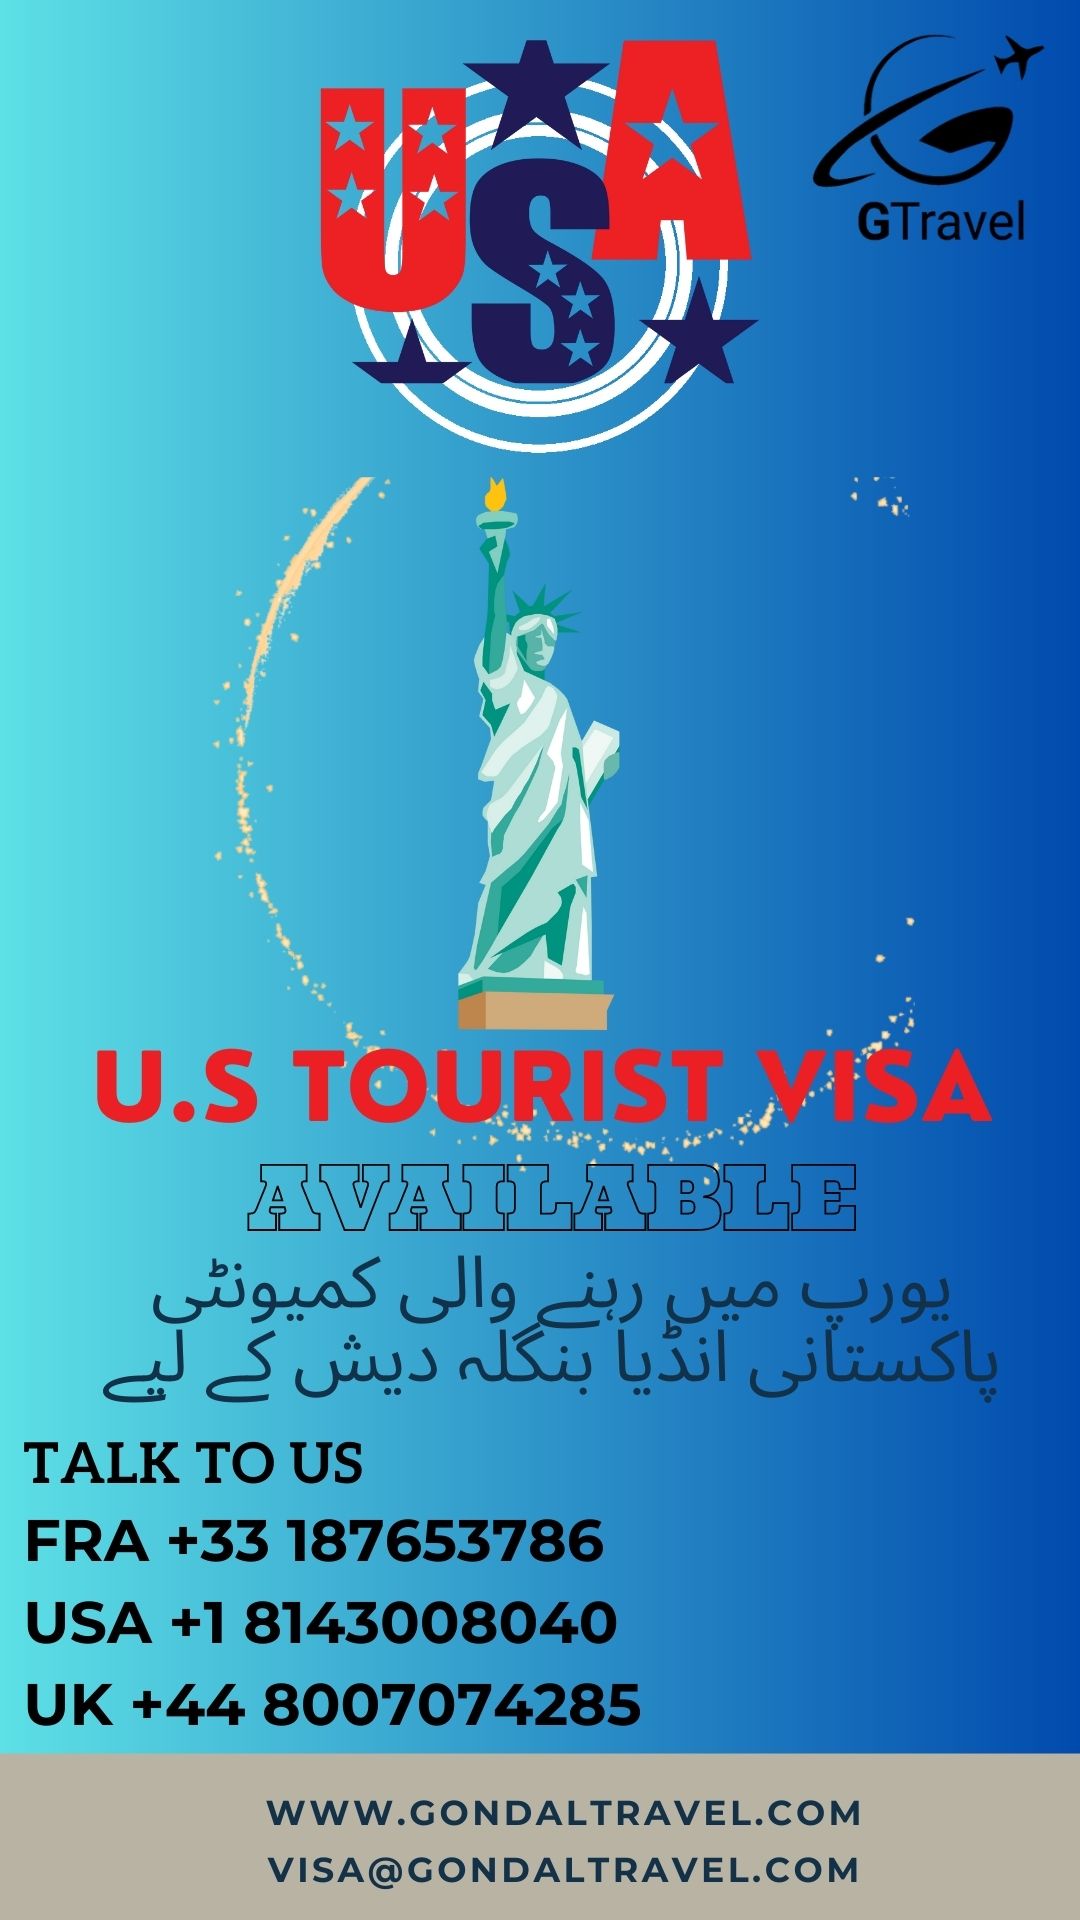 USA
GTravel
U.S TOURIST VISA
AVAILABLE
یورپ میں رہنے والی کمیونٹی
پاکستانی انڈیا بنگلہ دیش کے لیے
TALK TO US
FRA +33 187653786
USA +1 8143008040
UK +44 8007074285
WWW.GONDALTRAVEL.COM
VISA@GONDALTRAVEL.COM